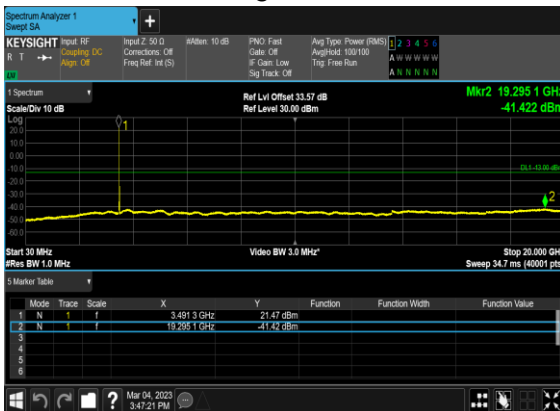 Spectrum Analyzer 1
Swept SA
KEYSIGHT Input: RF Input Z: 50 Ω #Atten: 10 dB PNO: Fast Avg Type: Power (RMS) 1 2 3 4 5 6
R T Coupling: DC Corrections: Off Gate: Off Avg|Hold: 100/100 A W W W W W
Align: Off Freq Ref: Int (S) IF Gain: Low Trig: Free Run
LV Sig Track: Off A N N N N N
1 Spectrum Ref Lvl Offset 33.57 dB Mkr2 19.295 1 GHz
Scale/Div 10 dB Ref Level 30.00 dBm -41.422 dBm
Log
1
20.0
10.0
0.00
-10.0
DL1 -13.00 dBm
-20.0
-30.0
2
-40.0
-50.0
-60.0
Start 30 MHz Video BW 3.0 MHz* Stop 20.000 GH
#Res BW 1.0 MHz Sweep 34.7 ms (40001 pts
5 Marker Table
Mode Trace Scale X Y Function Function Width Function Value
1 N 1 f 3.491 3 GHz 21.47 dBm
2 N 1 f 19.295 1 GHz -41.42 dBm
3
4
5
6
? Mar 04, 2023
3:47:21 PM